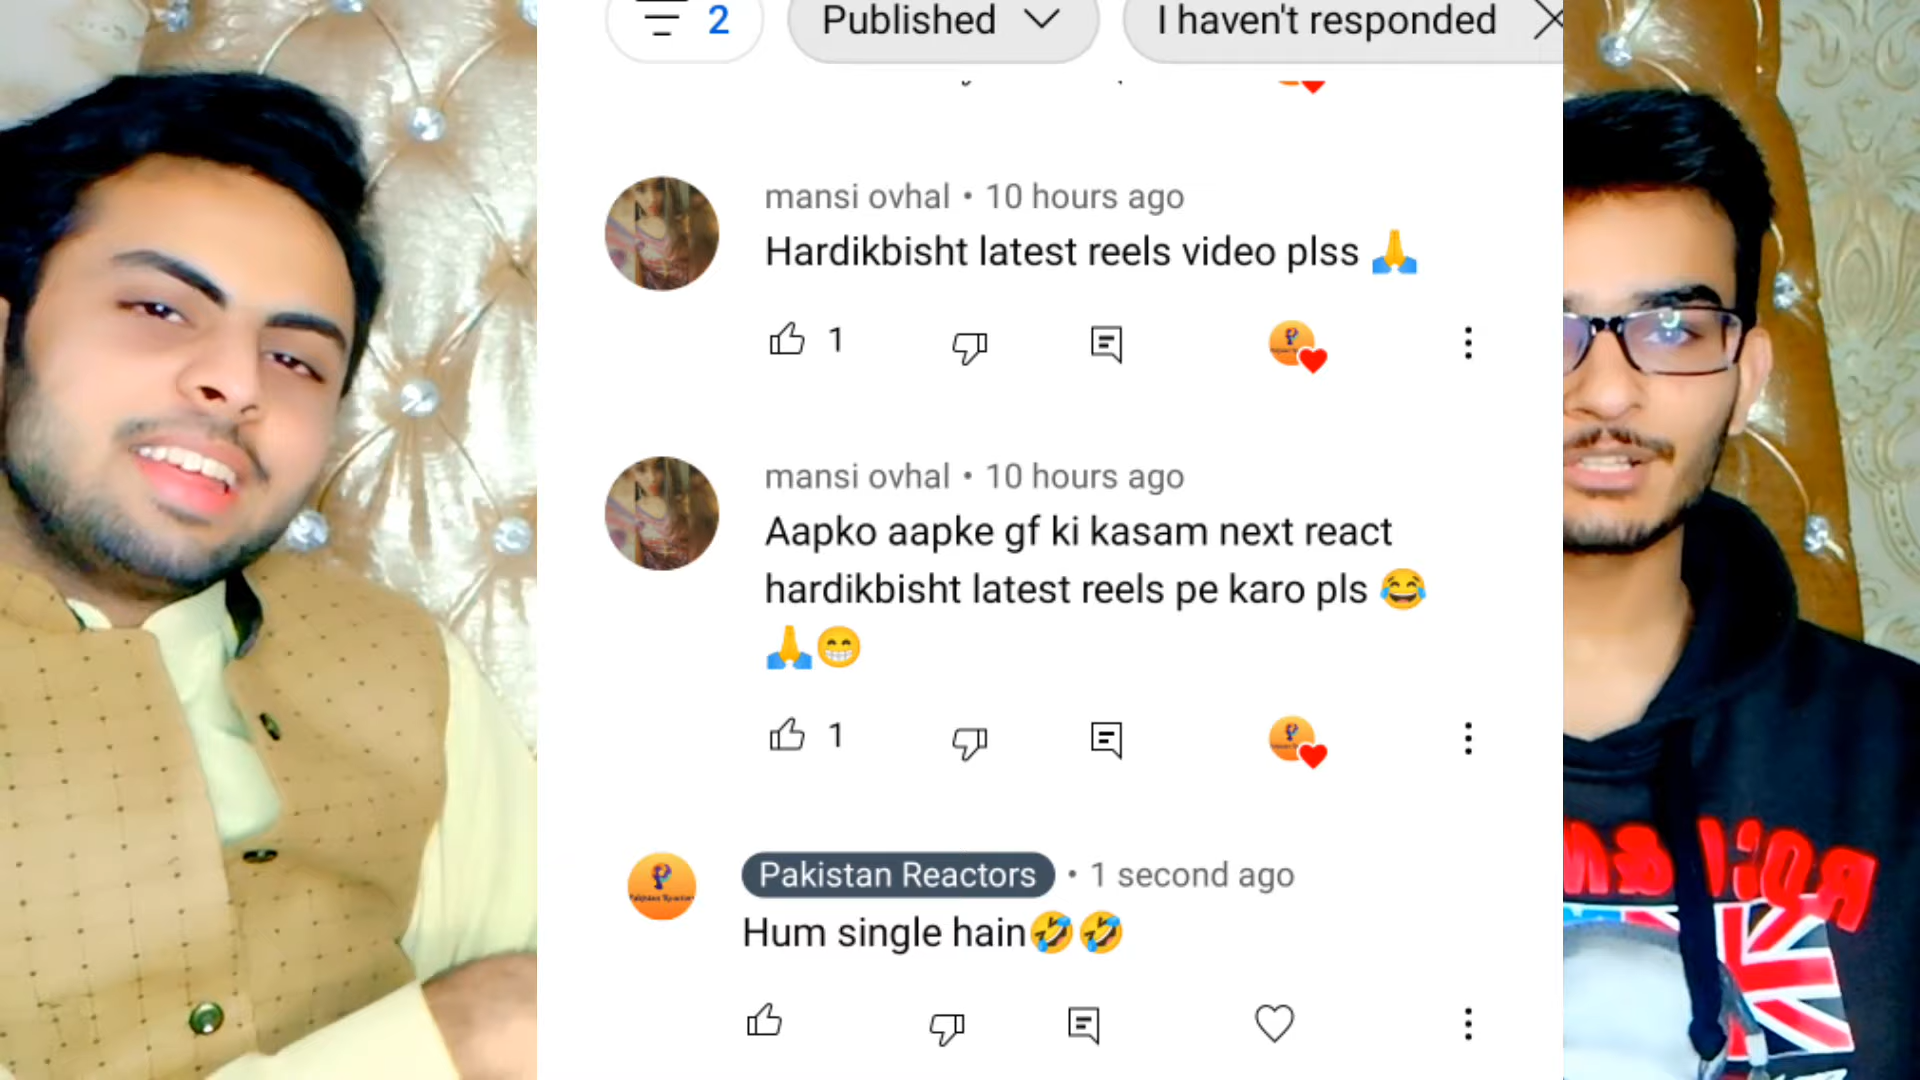 2 Published I haven't responded
mansi ovhal • 10 hours ago
Hardikbisht latest reels video plss 🙏
1
mansi ovhal • 10 hours ago
Aapko aapke gf ki kasam next react
hardikbisht latest reels pe karo pls 😂
🙏😁
1
Pakistan Reactors • 1 second ago
Hum single hain🤣🤣